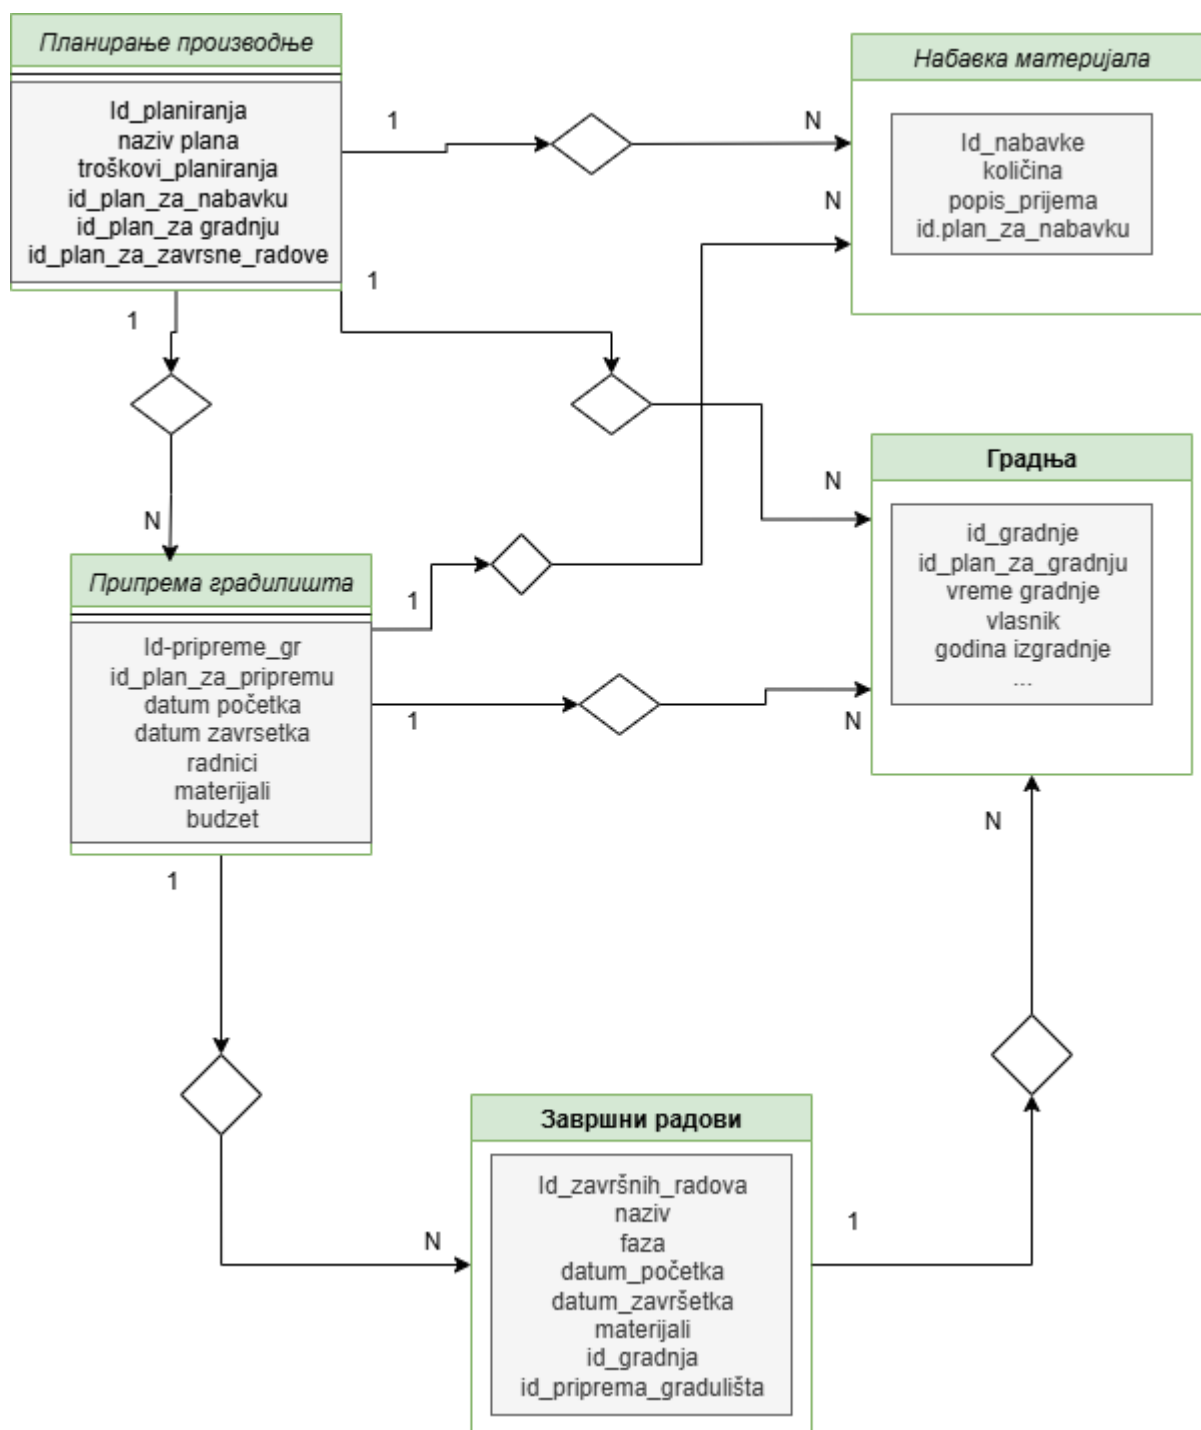 Планирање производње
Id_planiranja
naziv plana
troškovi_planiranja
id_plan_za_nabavku
id_plan_za gradnju
id_plan_za_zavrsne_radove
1
N
Набавка материјала
Id_nabavke
količina
popis_prijema
id.plan_za_nabavku
N
1
1
N
Градња
id_gradnje
id_plan_za_gradnju
vreme gradnje
vlasnik
godina izgradnje
...
N
Припрема градилишта
Id-pripreme_gr
id_plan_za_pripremu
datum početka
datum zavrsetka
radnici
materijali
budzet
1
1
N
N
1
Завршни радови
Id_završnih_radova
naziv
faza
datum_početka
datum_završetka
materijali
id_gradnja
id_priprema_gradulišta
N
1